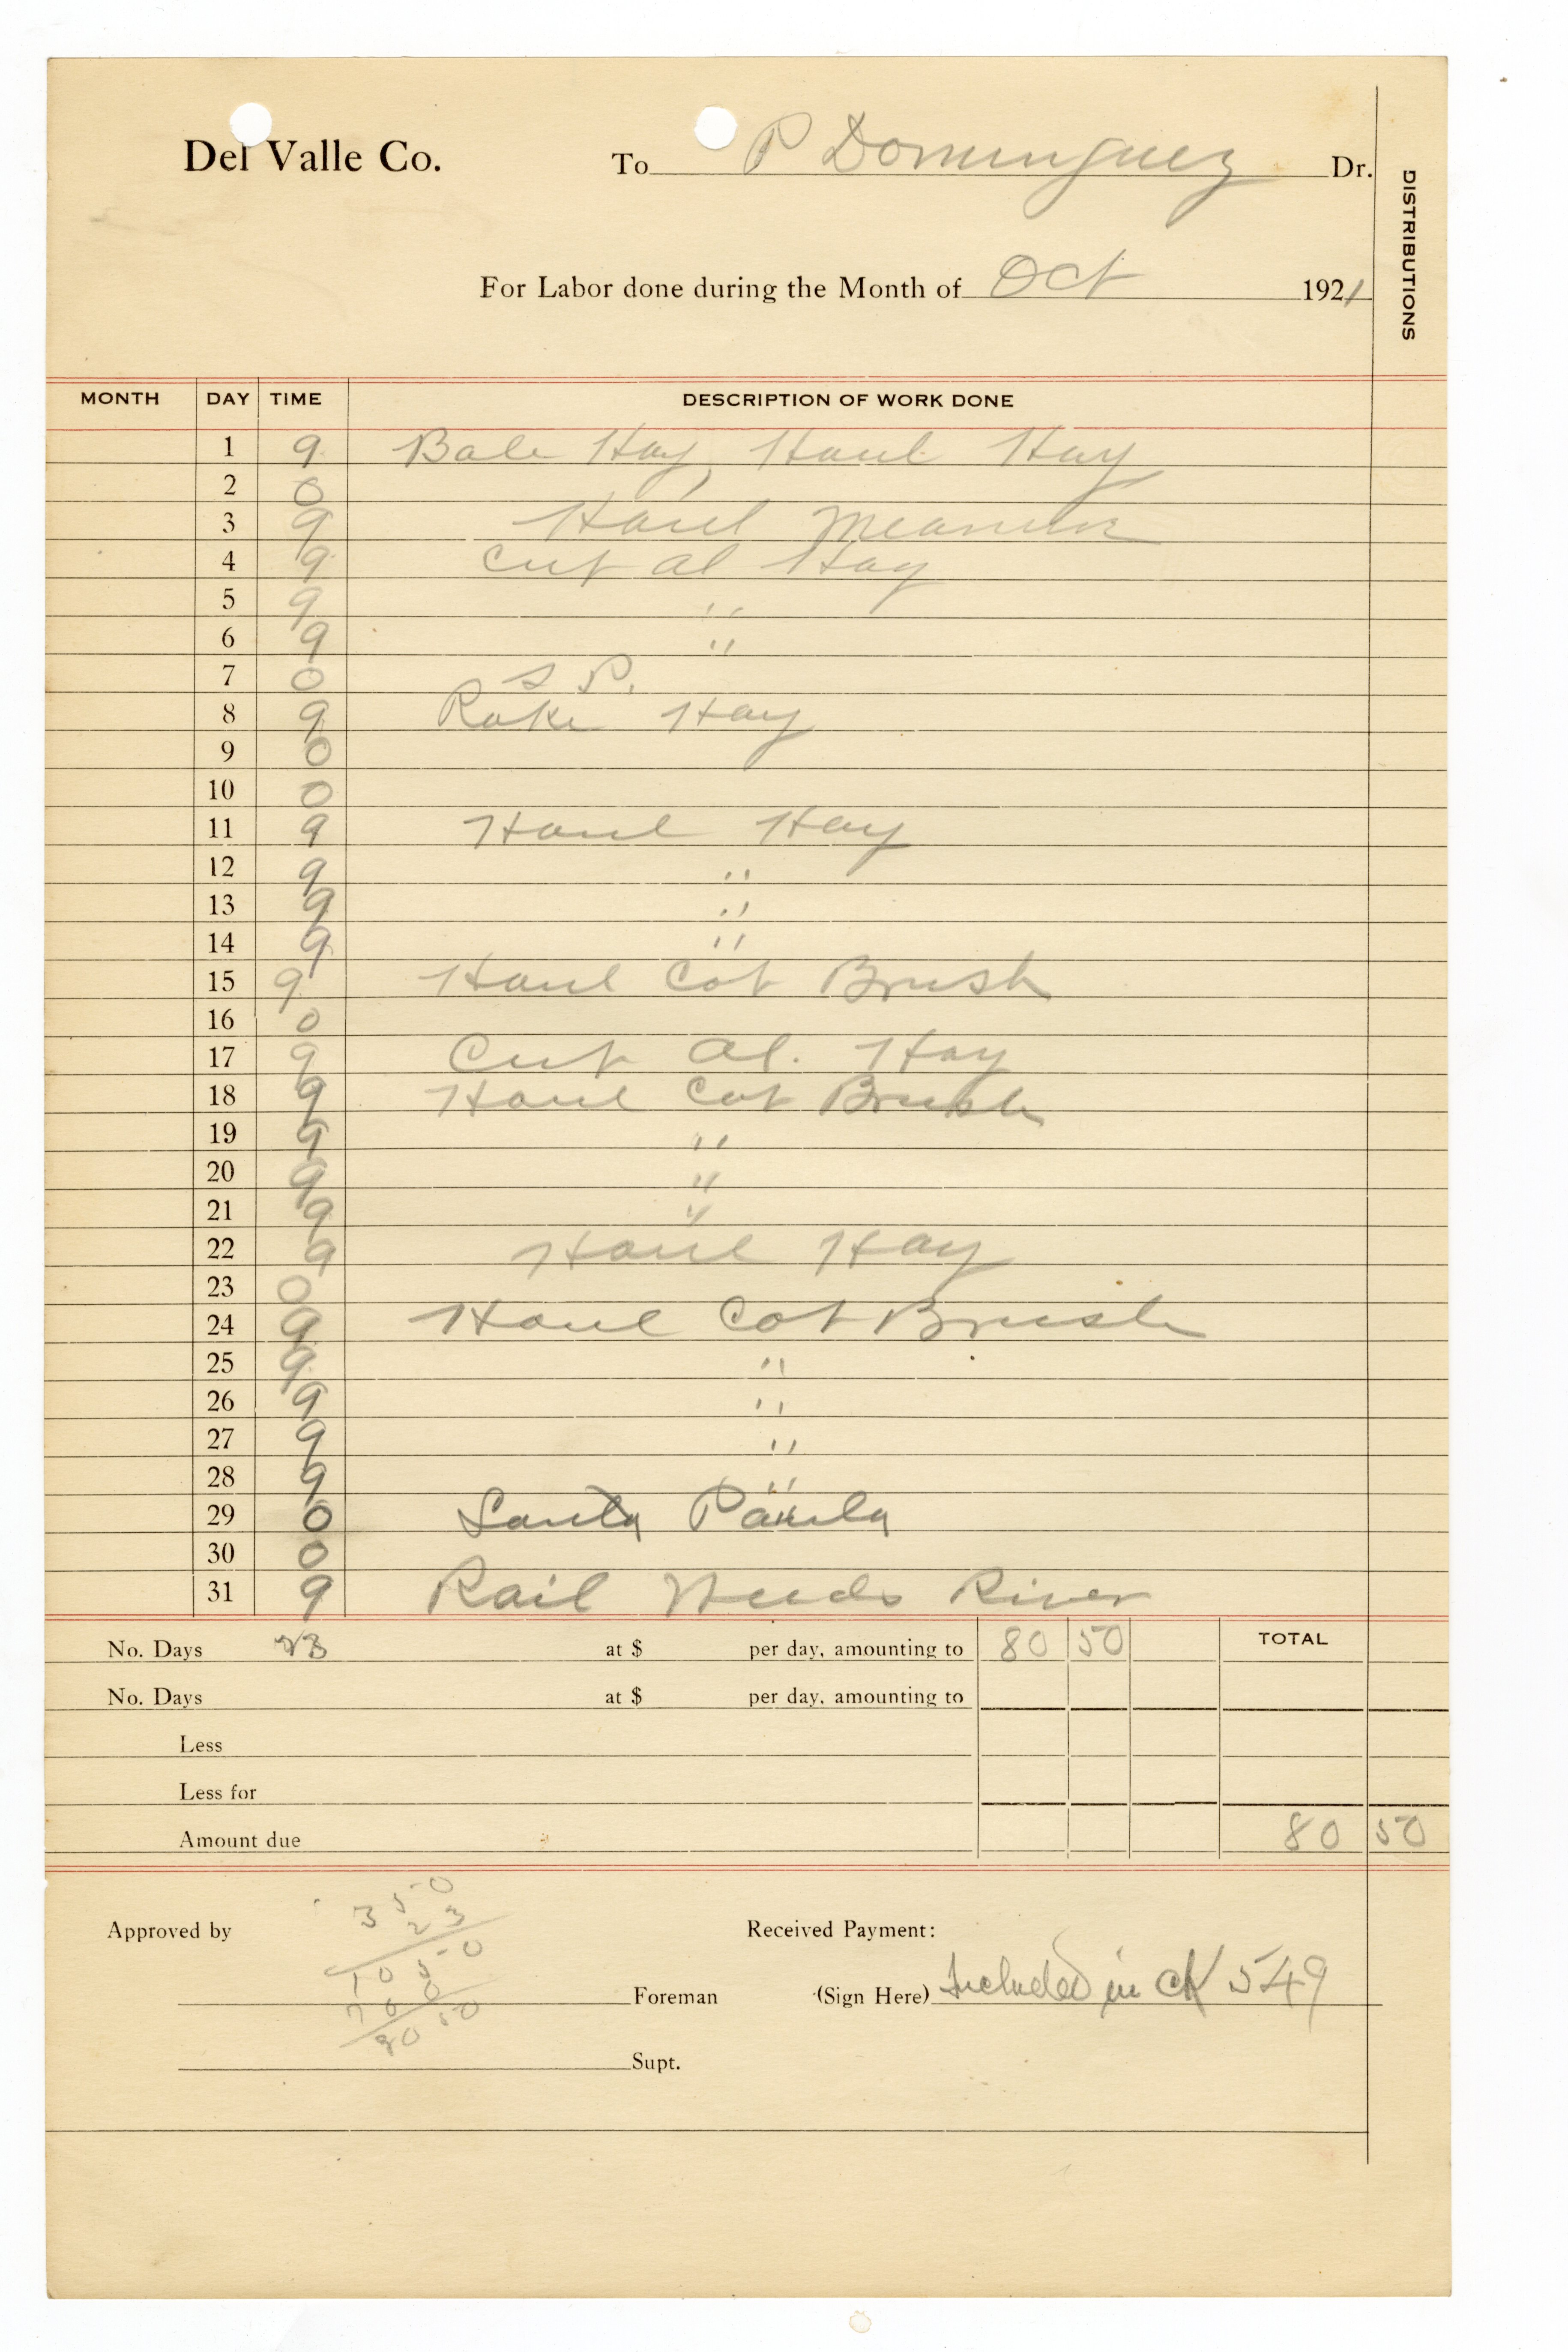 Del Valle Co. To P Dominguez Dr.
DISTRIBUTIONS
For Labor done during the Month of Oct 1921
MONTH DAY TIME DESCRIPTION OF WORK DONE
1 9 Bale Hay, Haul Hay
2 0
3 9 Haul
4 9 Cut al Hay
5 9 "
6 9 "
7 0 S P.
8 9 Rake Hay
9 0
10 0
11 9 Haul Hay
12 9 "
13 9 "
14 9 "
15 9 Haul Cot Brush
16 0
17 9 Cut Al. Hay
18 9 Haul Cot Brush
19 9 "
20 9 "
21 9 "
22 9 Haul Hay
23 0
24 9 Haul Cot Brush
25 9 "
26 9 "
27 9 "
28 9 "
29 0 Santa Paula
30 0
31 9 Rail Weeds River
No. Days 23 at $ per day, amounting to 80 50 TOTAL
No. Days at $ per day, amounting to
Less
Less for
Amount due 80 50
3 50
23
Approved by Received Payment:
10 50
Foreman (Sign Here) Included in ck 549
70 0
80 50
Supt.